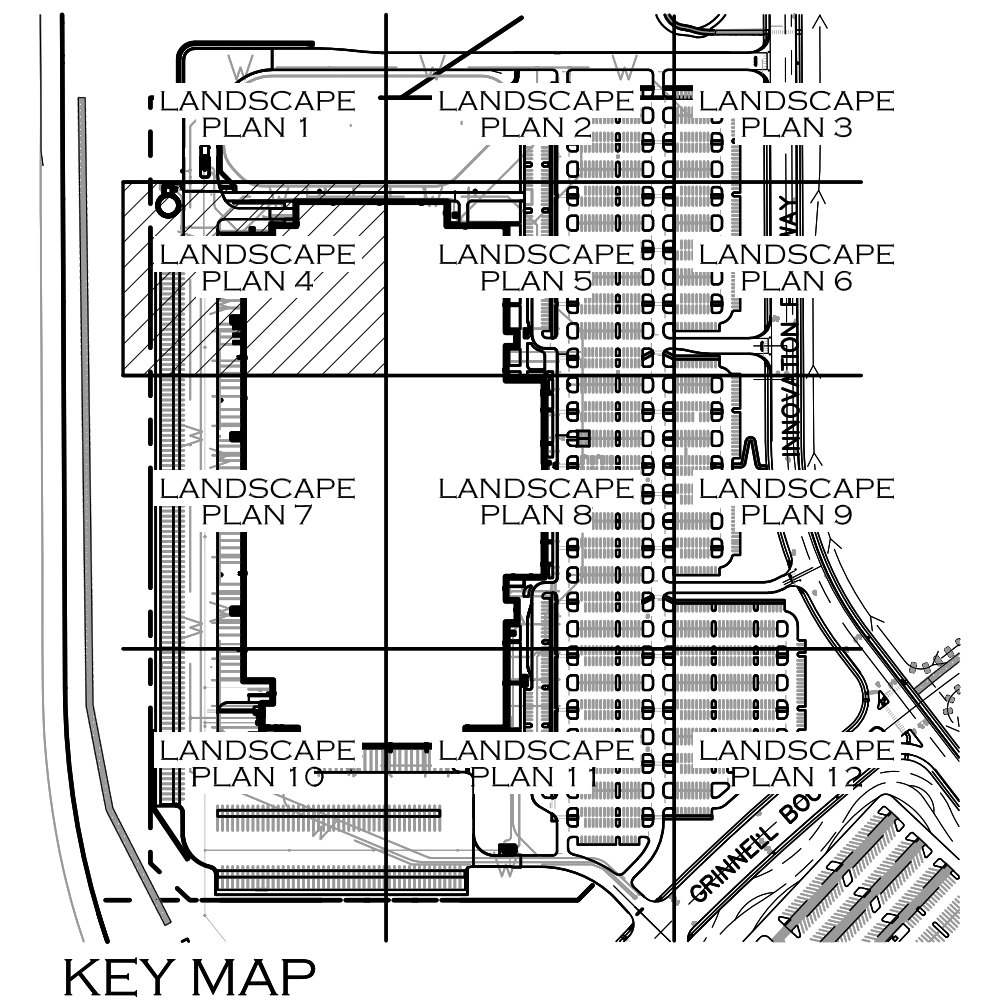 LANDSCAPE
PLAN 1
LANDSCAPE
PLAN 2
LANDSCAPE
PLAN 3
LANDSCAPE
PLAN 4
LANDSCAPE
PLAN 5
LANDSCAPE
PLAN 6
INNOVATION
WAY
LANDSCAPE
PLAN 7
LANDSCAPE
PLAN 8
LANDSCAPE
PLAN 9
LANDSCAPE
PLAN 10
LANDSCAPE
PLAN 11
LANDSCAPE
PLAN 12
GRINNELL
KEY MAP